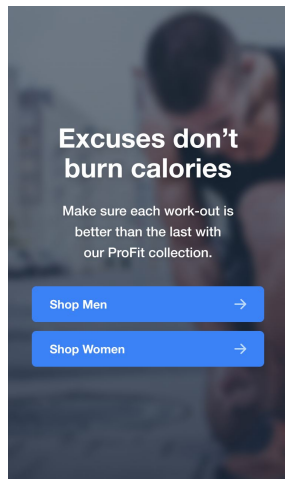 Excuses don’t
burn calories
Make sure each work-out is
better than the last with
our ProFit collection.
Shop Men
Shop Women